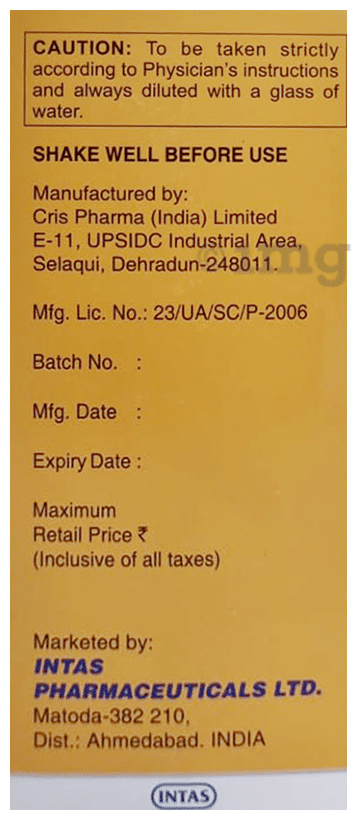 CAUTION: To be taken strictly
according to Physician's instructions
and always diluted with a glass of
water.
SHAKE WELL BEFORE USE
Manufactured by:
Cris Pharma (India) Limited
E-11, UPSIDC Industrial Area,
Selaqui, Dehradun-248011.
Mfg. Lic. No.: 23/UA/SC/P-2006
Batch No. :
Mfg. Date :
Expiry Date :
Maximum
Retail Price ₹
(Inclusive of all taxes)
Marketed by:
INTAS
PHARMACEUTICALS LTD.
Matoda-382 210,
Dist.: Ahmedabad. INDIA
INTAS